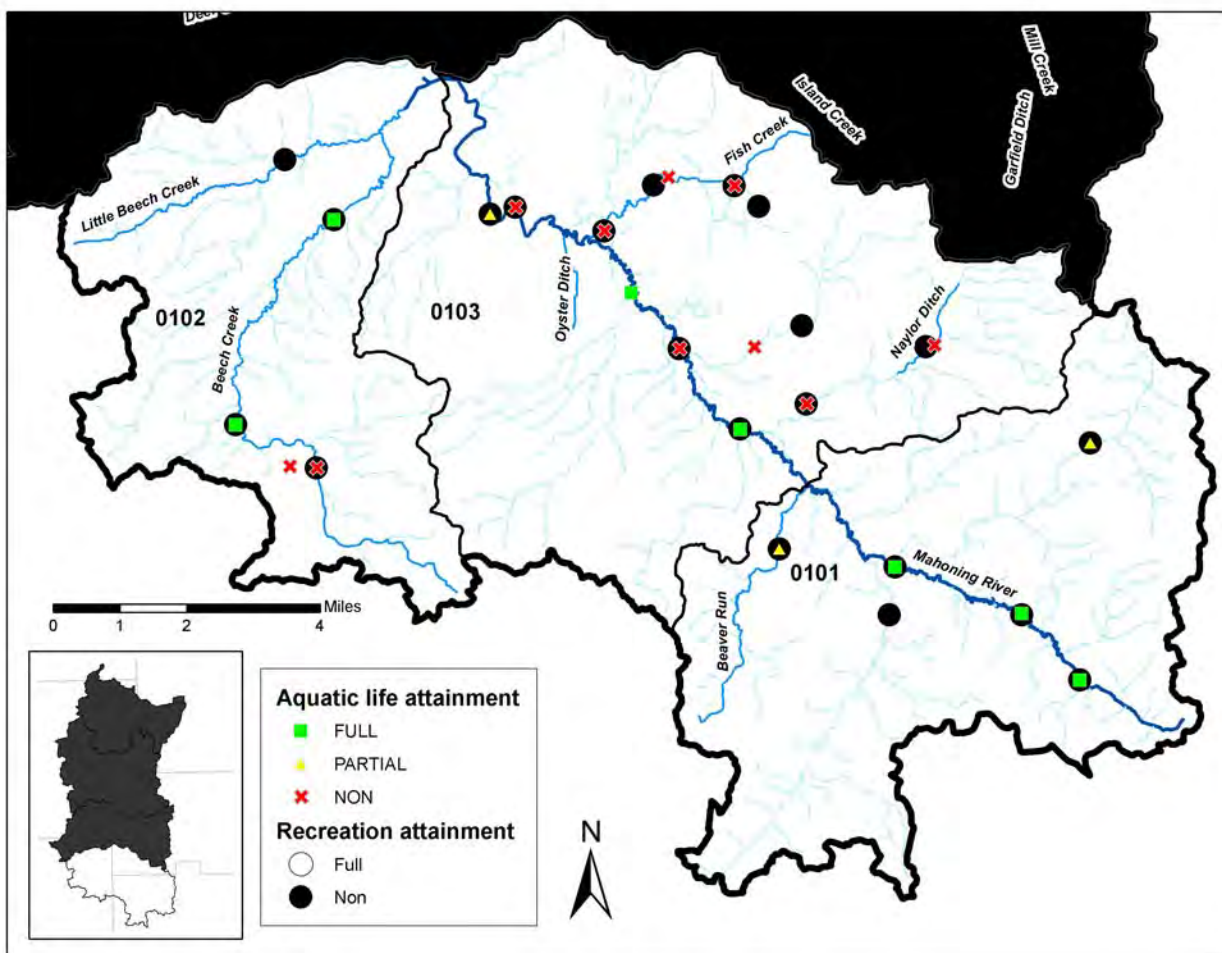 Mill Creek
Island Creek
Garfield Ditch
Fish Creek
Little Beech Creek
0102
0103
Oyster Ditch
Beech Creek
Naylor Ditch
Mahoning River
0101
Beaver Run
Miles
0 1 2 4
Aquatic life attainment
FULL
PARTIAL
NON
Recreation attainment
Full
Non
N